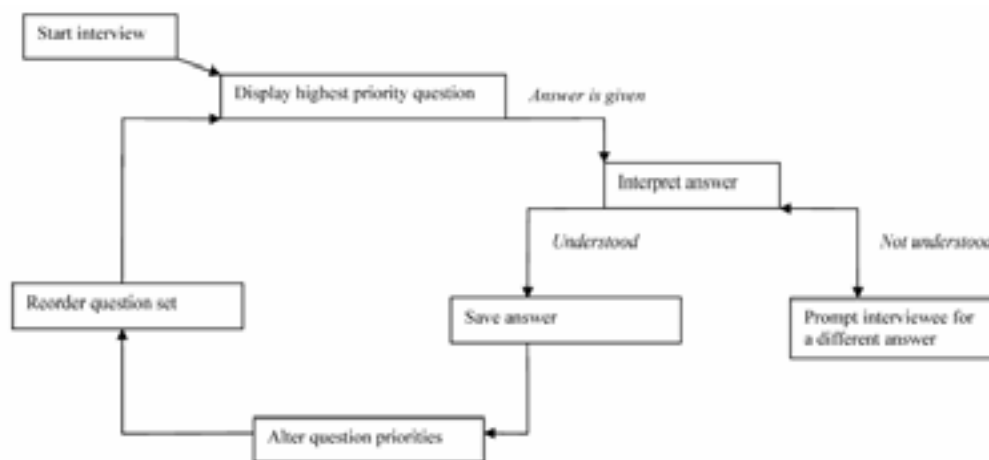 Start interview
Display highest priority question
Answer is given
Interpret answer
Understood
Not understood
Reorder question set
Save answer
Prompt interviewee for
a different answer
Alter question priorities